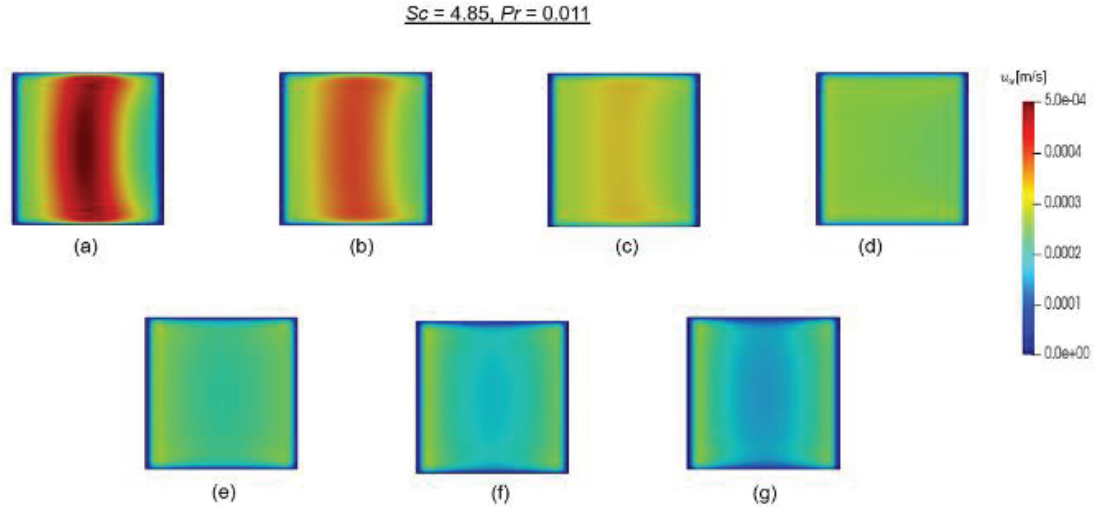 Sc = 4.85, Pr = 0.011
u [m/s]
5.0e-04
0.0004
0.0003
0.0002
0.0001
0.0e+00
(a)
(b)
(c)
(d)
(e)
(f)
(g)